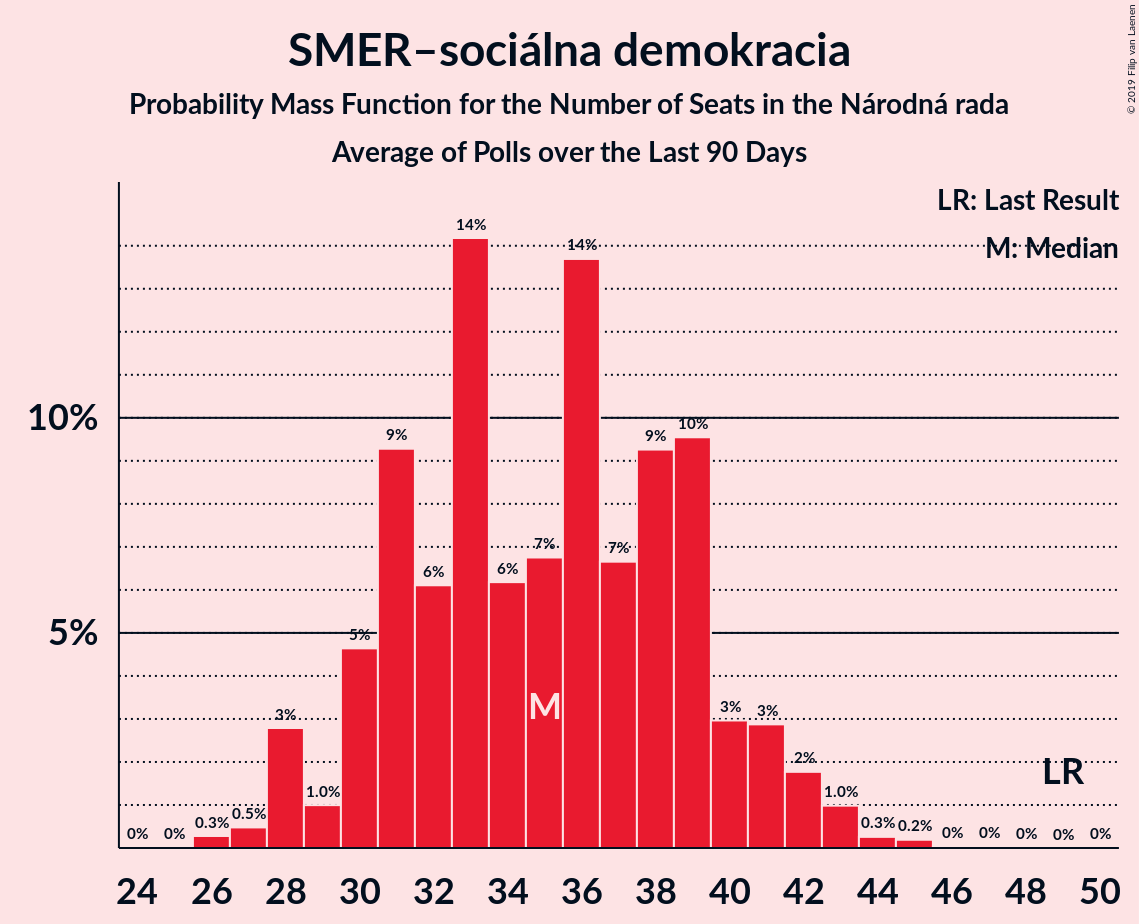 SMER–sociálna demokracia
Probability Mass Function for the Number of Seats in the Národná rada
Average of Polls over the Last 90 Days
© 2019 Filip van Laenen
LR: Last Result
M: Median
10%
5%
0% 0% 0.3% 0.5% 3% 1.0% 5% 9% 6% 14% 6% 7% 14% 7% 9% 10% 3% 3% 2% 1.0% 0.3% 0.2% 0% 0% 0% 0% 0%
M
LR
24 26 28 30 32 34 36 38 40 42 44 46 48 50